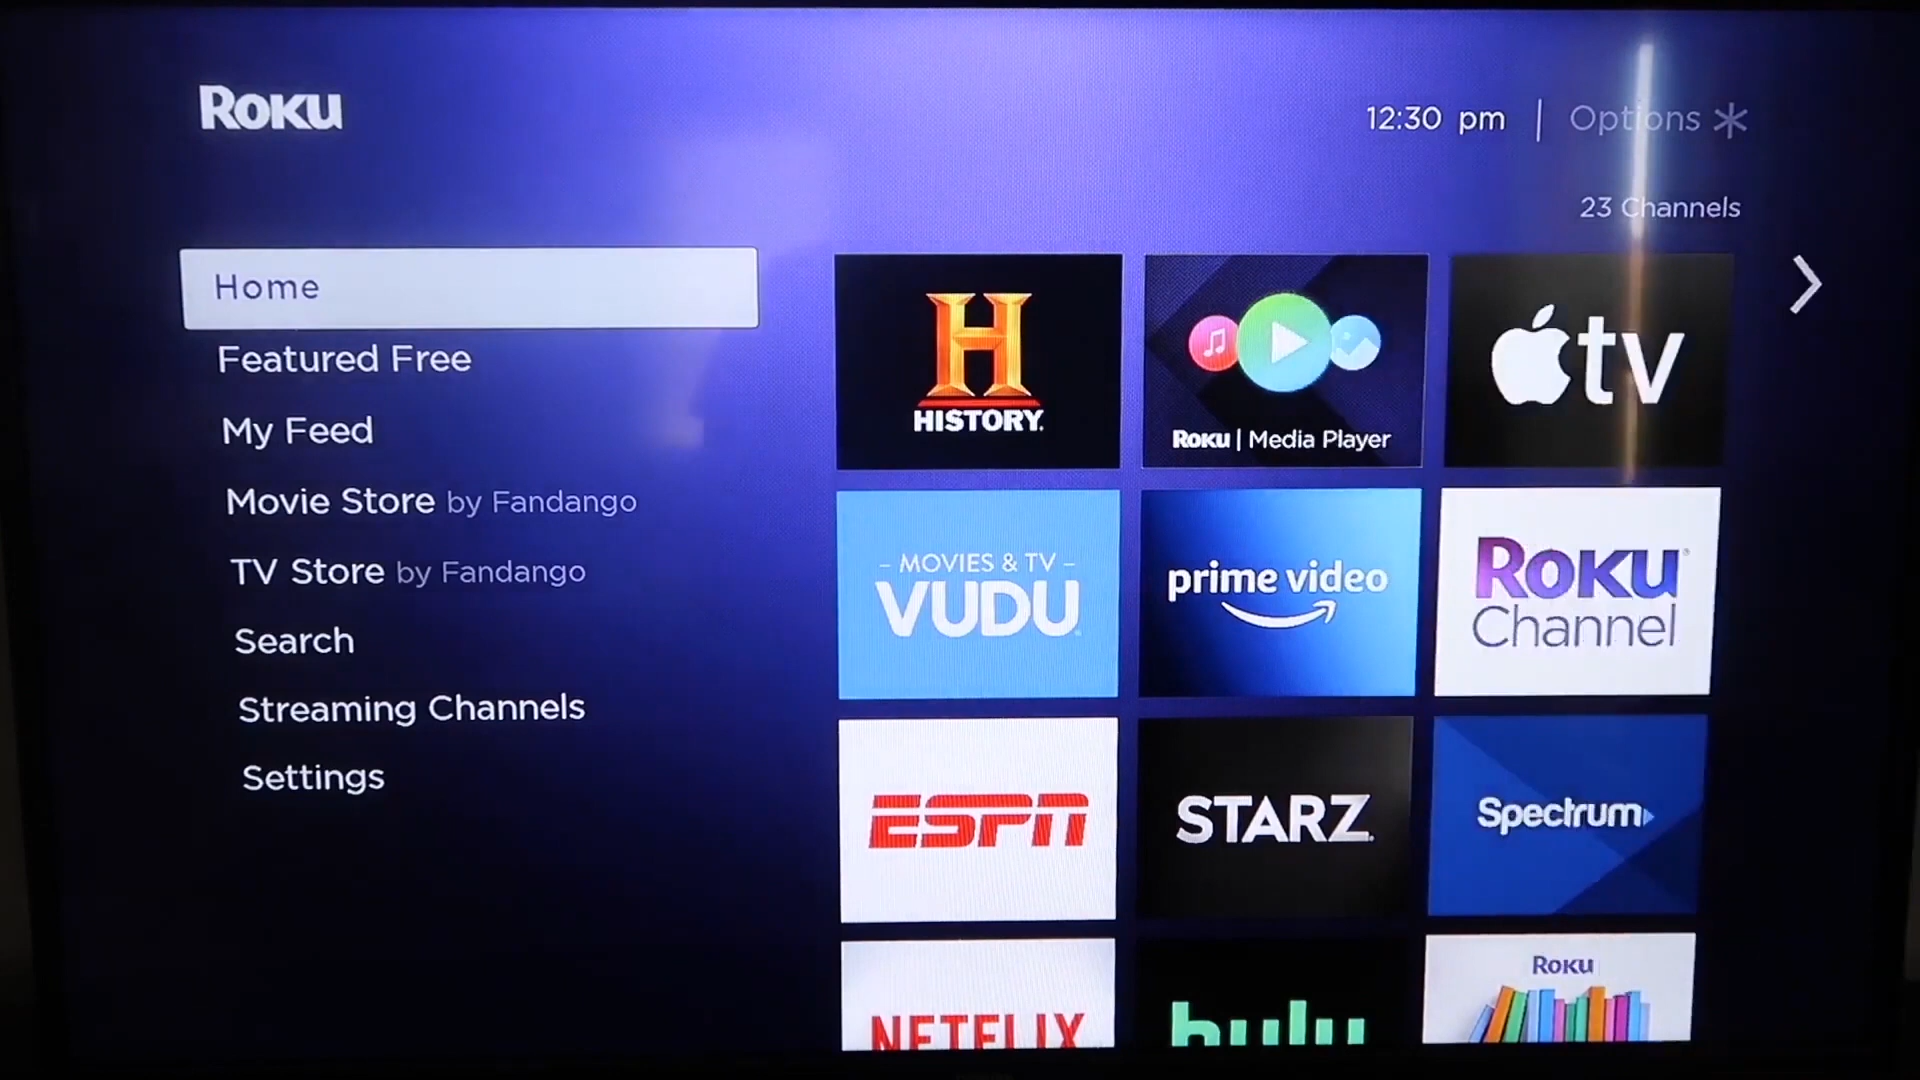 Roku
12:30 pm | Options *
23 Channels
Home
Featured Free
My Feed
Movie Store by Fandango
TV Store by Fandango
Search
Streaming Channels
Settings
H
HISTORY.
Roku | Media Player
tv
- MOVIES & TV -
VUDU
prime video
Roku
Channel
ESPN
STARZ
Spectrum
NETFLIX
hulu
Roku